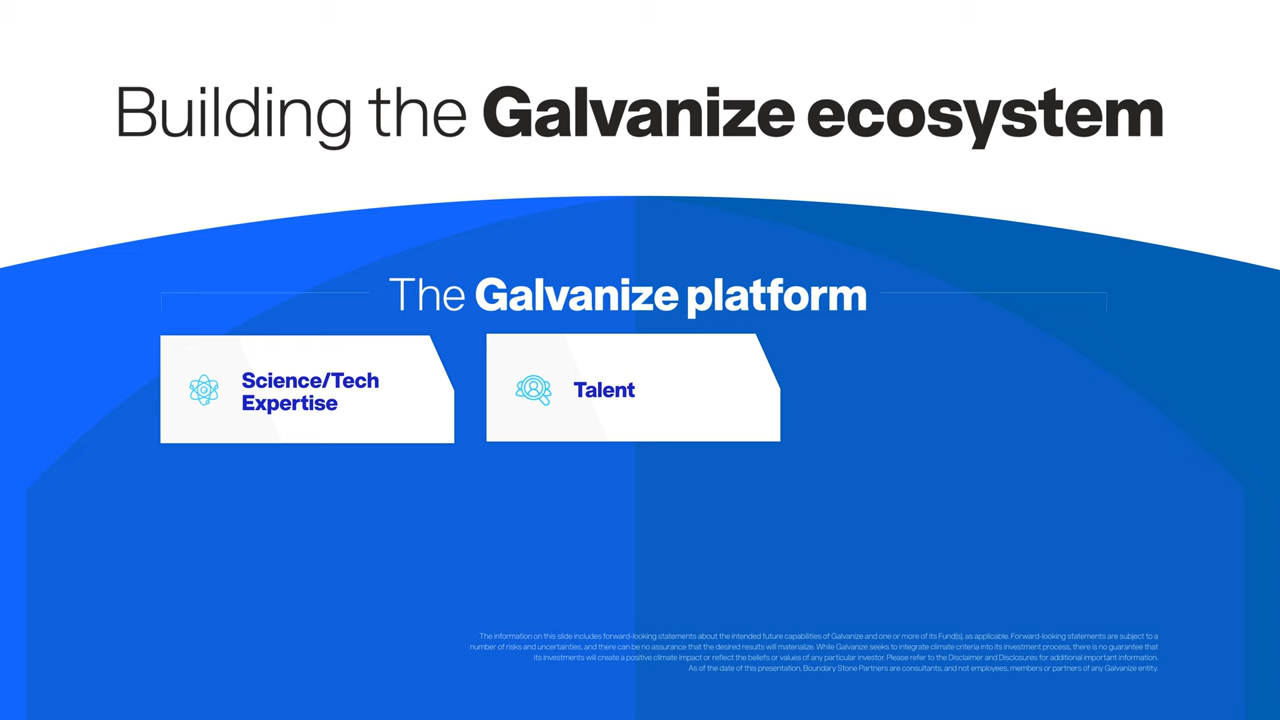 Building the Galvanize ecosystem
The Galvanize platform
Science/Tech
Expertise
Talent
The information on this slide includes forward-looking statements about the intended future capabilities of Galvanize and one or more of its Fund(s), as applicable. Forward-looking statements are subject to a
number of risks and uncertainties, and there can be no assurance that the desired results will materialize. While Galvanize seeks to integrate climate criteria into its investment process, there is no guarantee that
its investments will create a positive climate impact or reflect the beliefs or values of any particular investor. Please refer to the Disclaimer and Disclosures for additional important information.
As of the date of this presentation, Boundary Stone Partners are consultants, and not employees, members or partners of any Galvanize entity.